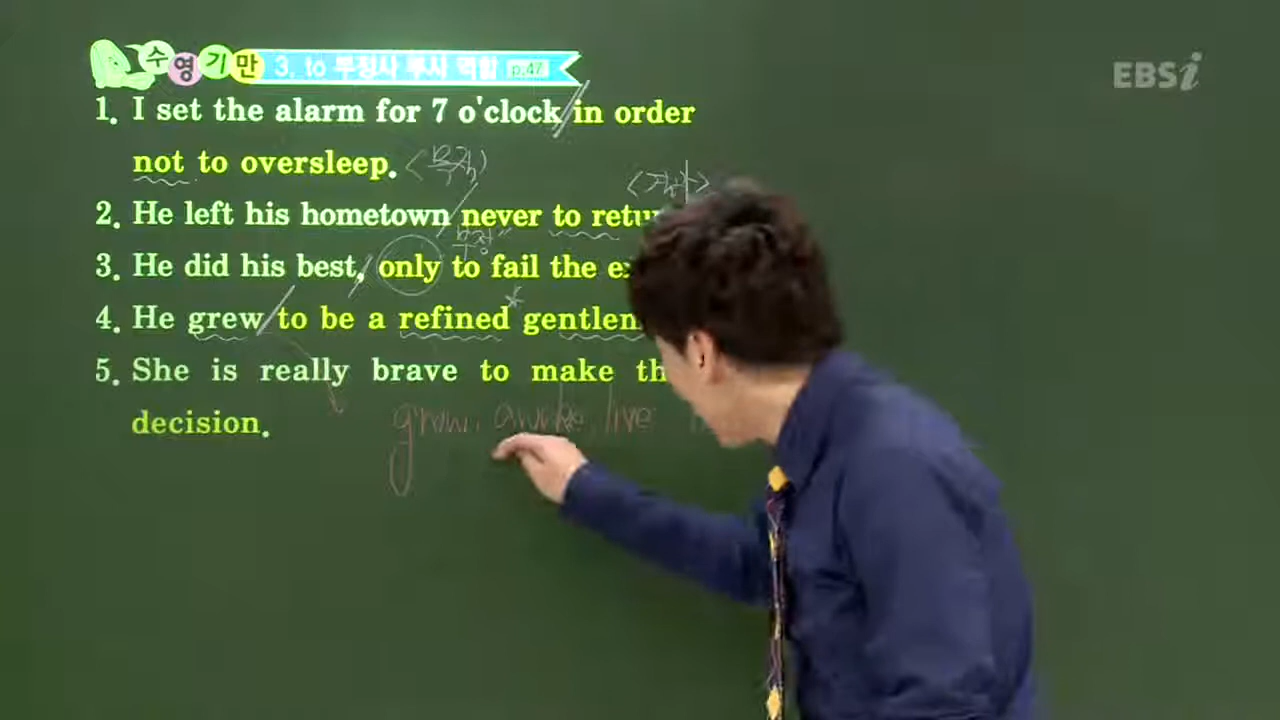 수영기만 3. to 부정사 부사 역할 p.47
EBSi
1. I set the alarm for 7 o'clock in order
not to oversleep. <목적>
<결과>
2. He left his hometown never to retu
부정
3. He did his best, only to fail the e
4. He grew to be a refined gentlen
5. She is really brave to make th
decision.
grow, awake, live